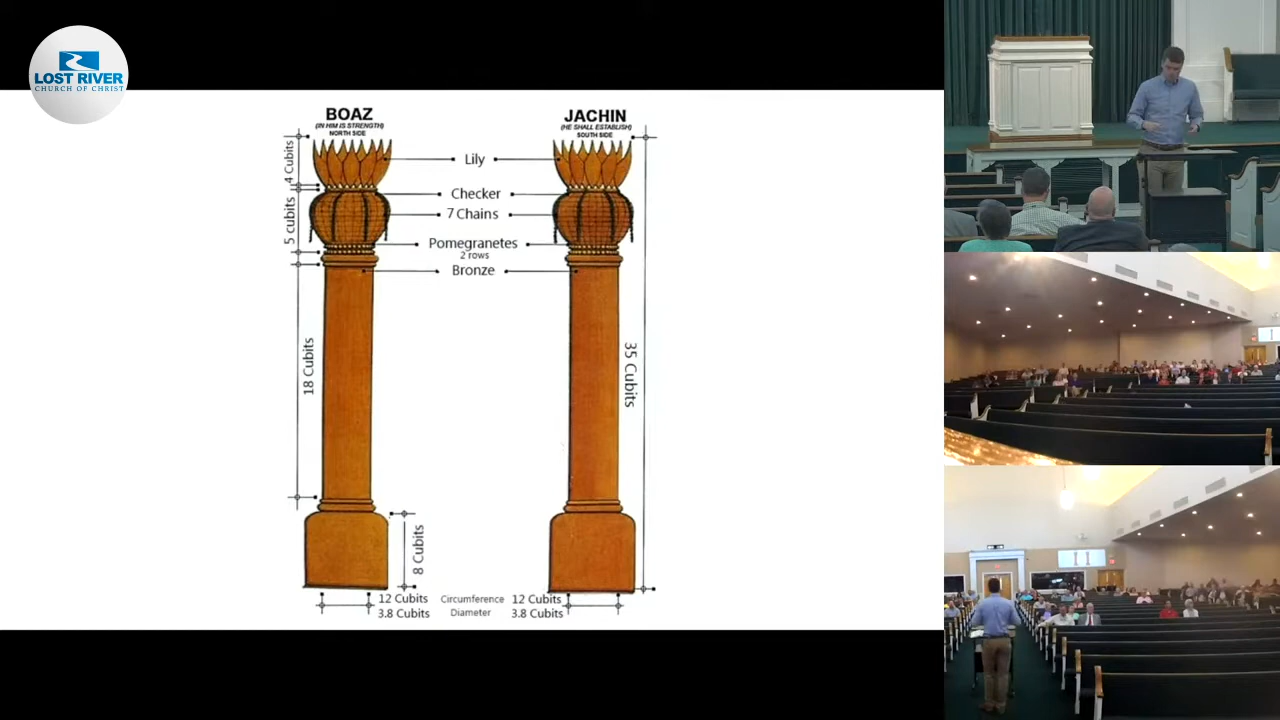 LOST RIVER
CHURCH OF CHRIST
BOAZ
(IN HIM IS STRENGTH)
NORTH SIDE
JACHIN
(HE SHALL ESTABLISH)
SOUTH SIDE
4 Cubits
Lily
Checker
5 cubits
7 Chains
Pomegranetes
2 rows
Bronze
18 Cubits
35 Cubits
8 Cubits
12 Cubits
Circumference
12 Cubits
3.8 Cubits
Diameter
3.8 Cubits